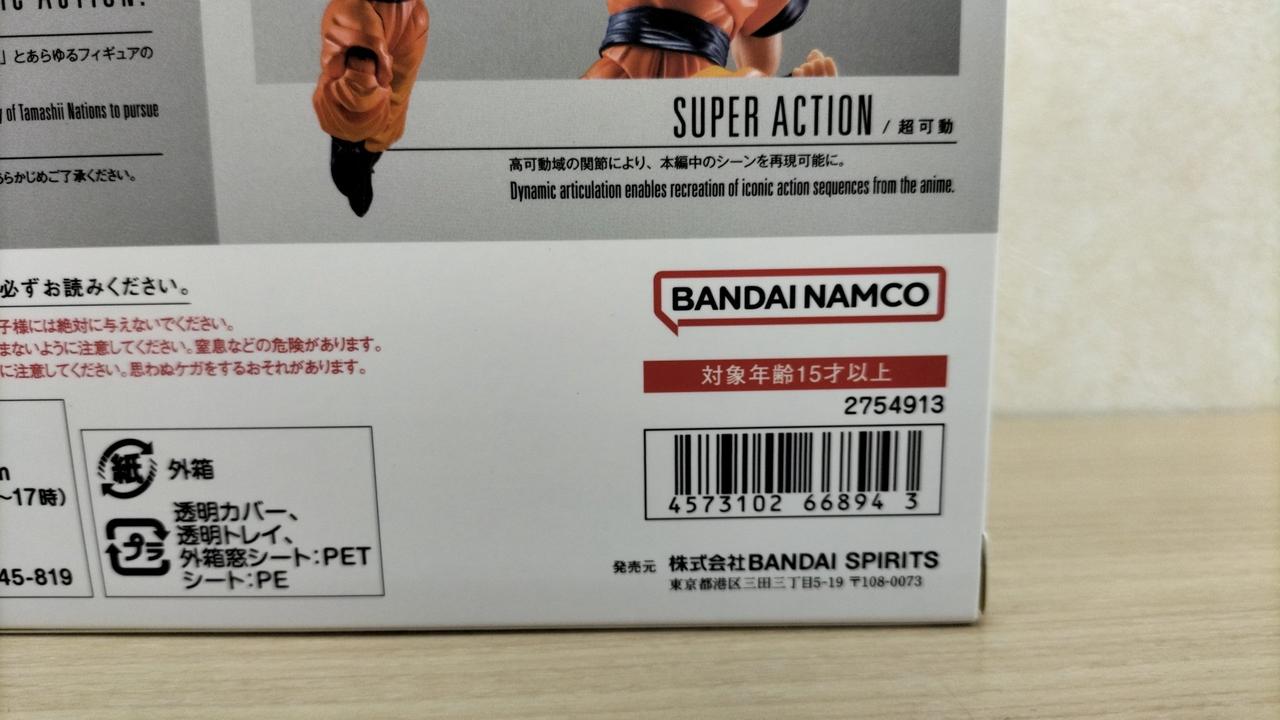 IC ACTION!
」とあらゆるフィギュアの
y of Tamashii Nations to pursue
らかじめご了承ください。
SUPER ACTION / 超可動
高可動域の関節により、本編中のシーンを再現可能に。
Dynamic articulation enables recreation of iconic action sequences from the anime.
必ずお読みください。
子様には絶対に与えないでください。
まないように注意してください。窒息などの危険があります。
に注意してください。思わぬケガをするおそれがあります。
BANDAI NAMCO
対象年齢15才以上
2754913
4573102 66894 3
発売元 株式会社BANDAI SPIRITS
東京都港区三田三丁目5-19 〒108-0073
n
~17時)
45-819
紙 外箱
プラ 透明カバー、
透明トレイ、
外箱窓シート:PET
シート:PE